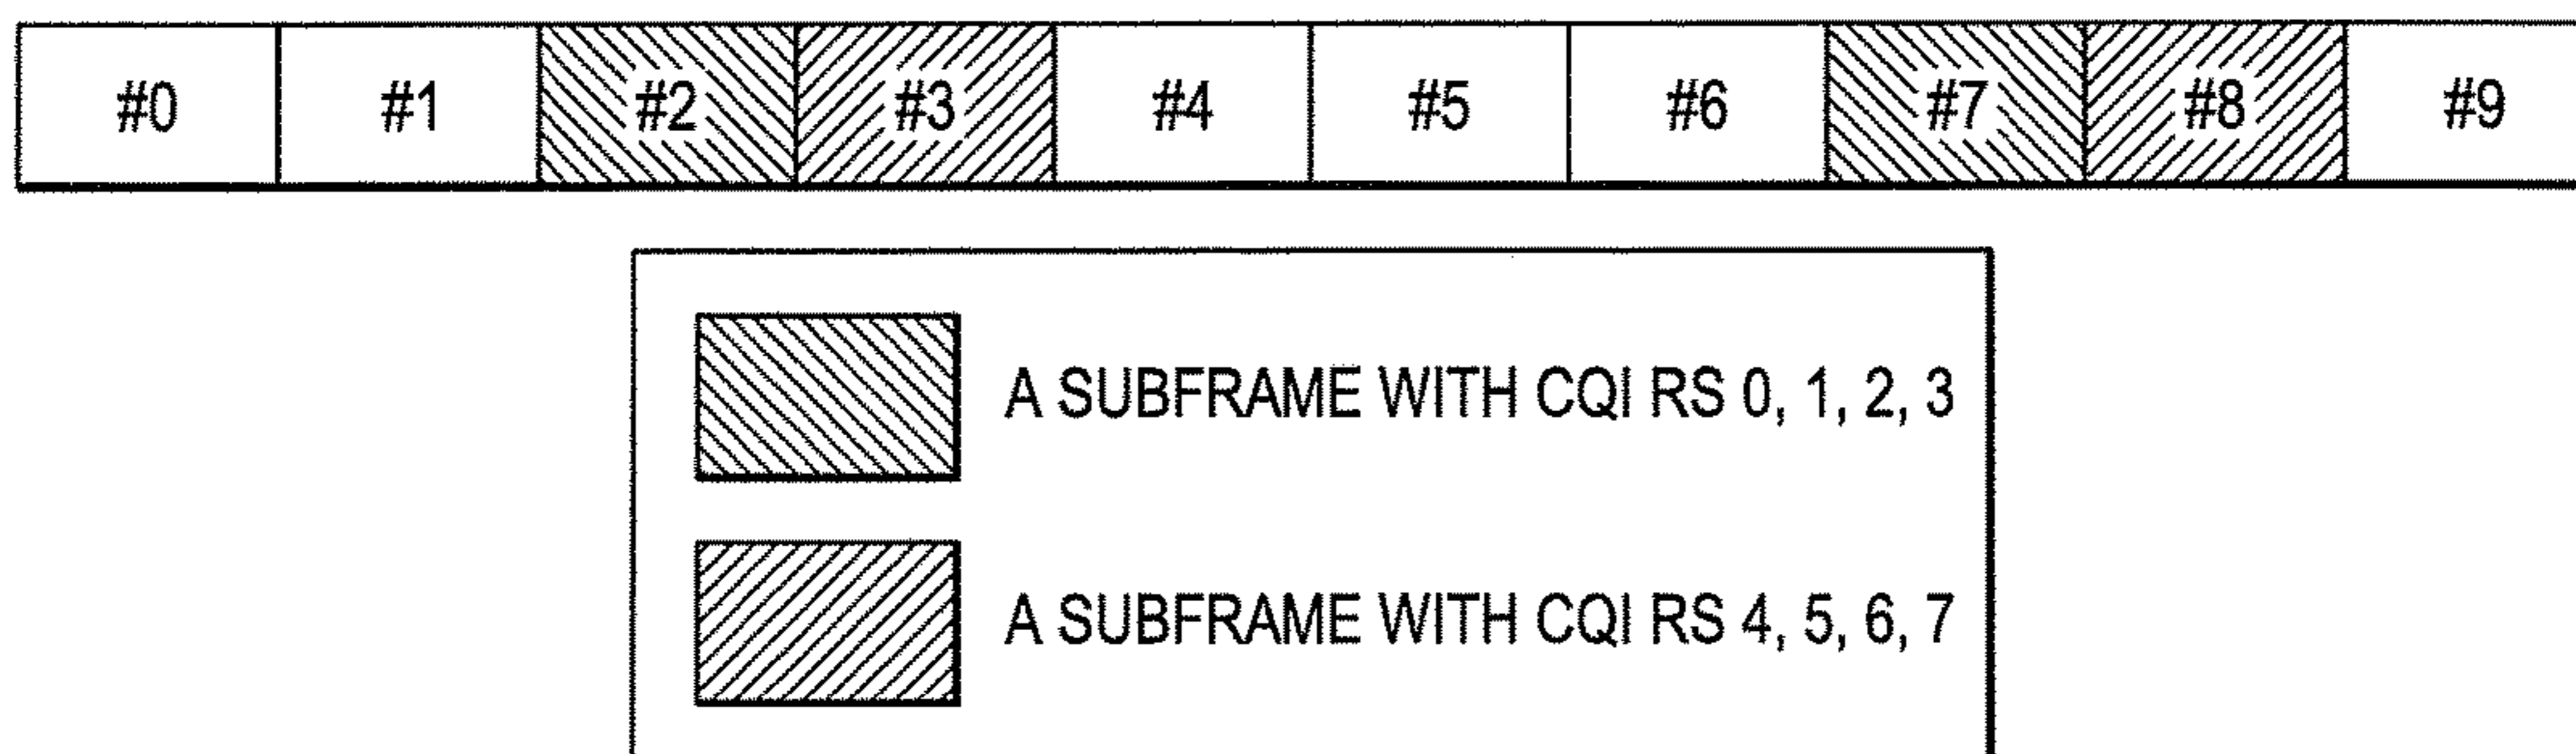 #0 #1 #2 #3 #4 #5 #6 #7 #8 #9
A SUBFRAME WITH CQI RS 0, 1, 2, 3
A SUBFRAME WITH CQI RS 4, 5, 6, 7